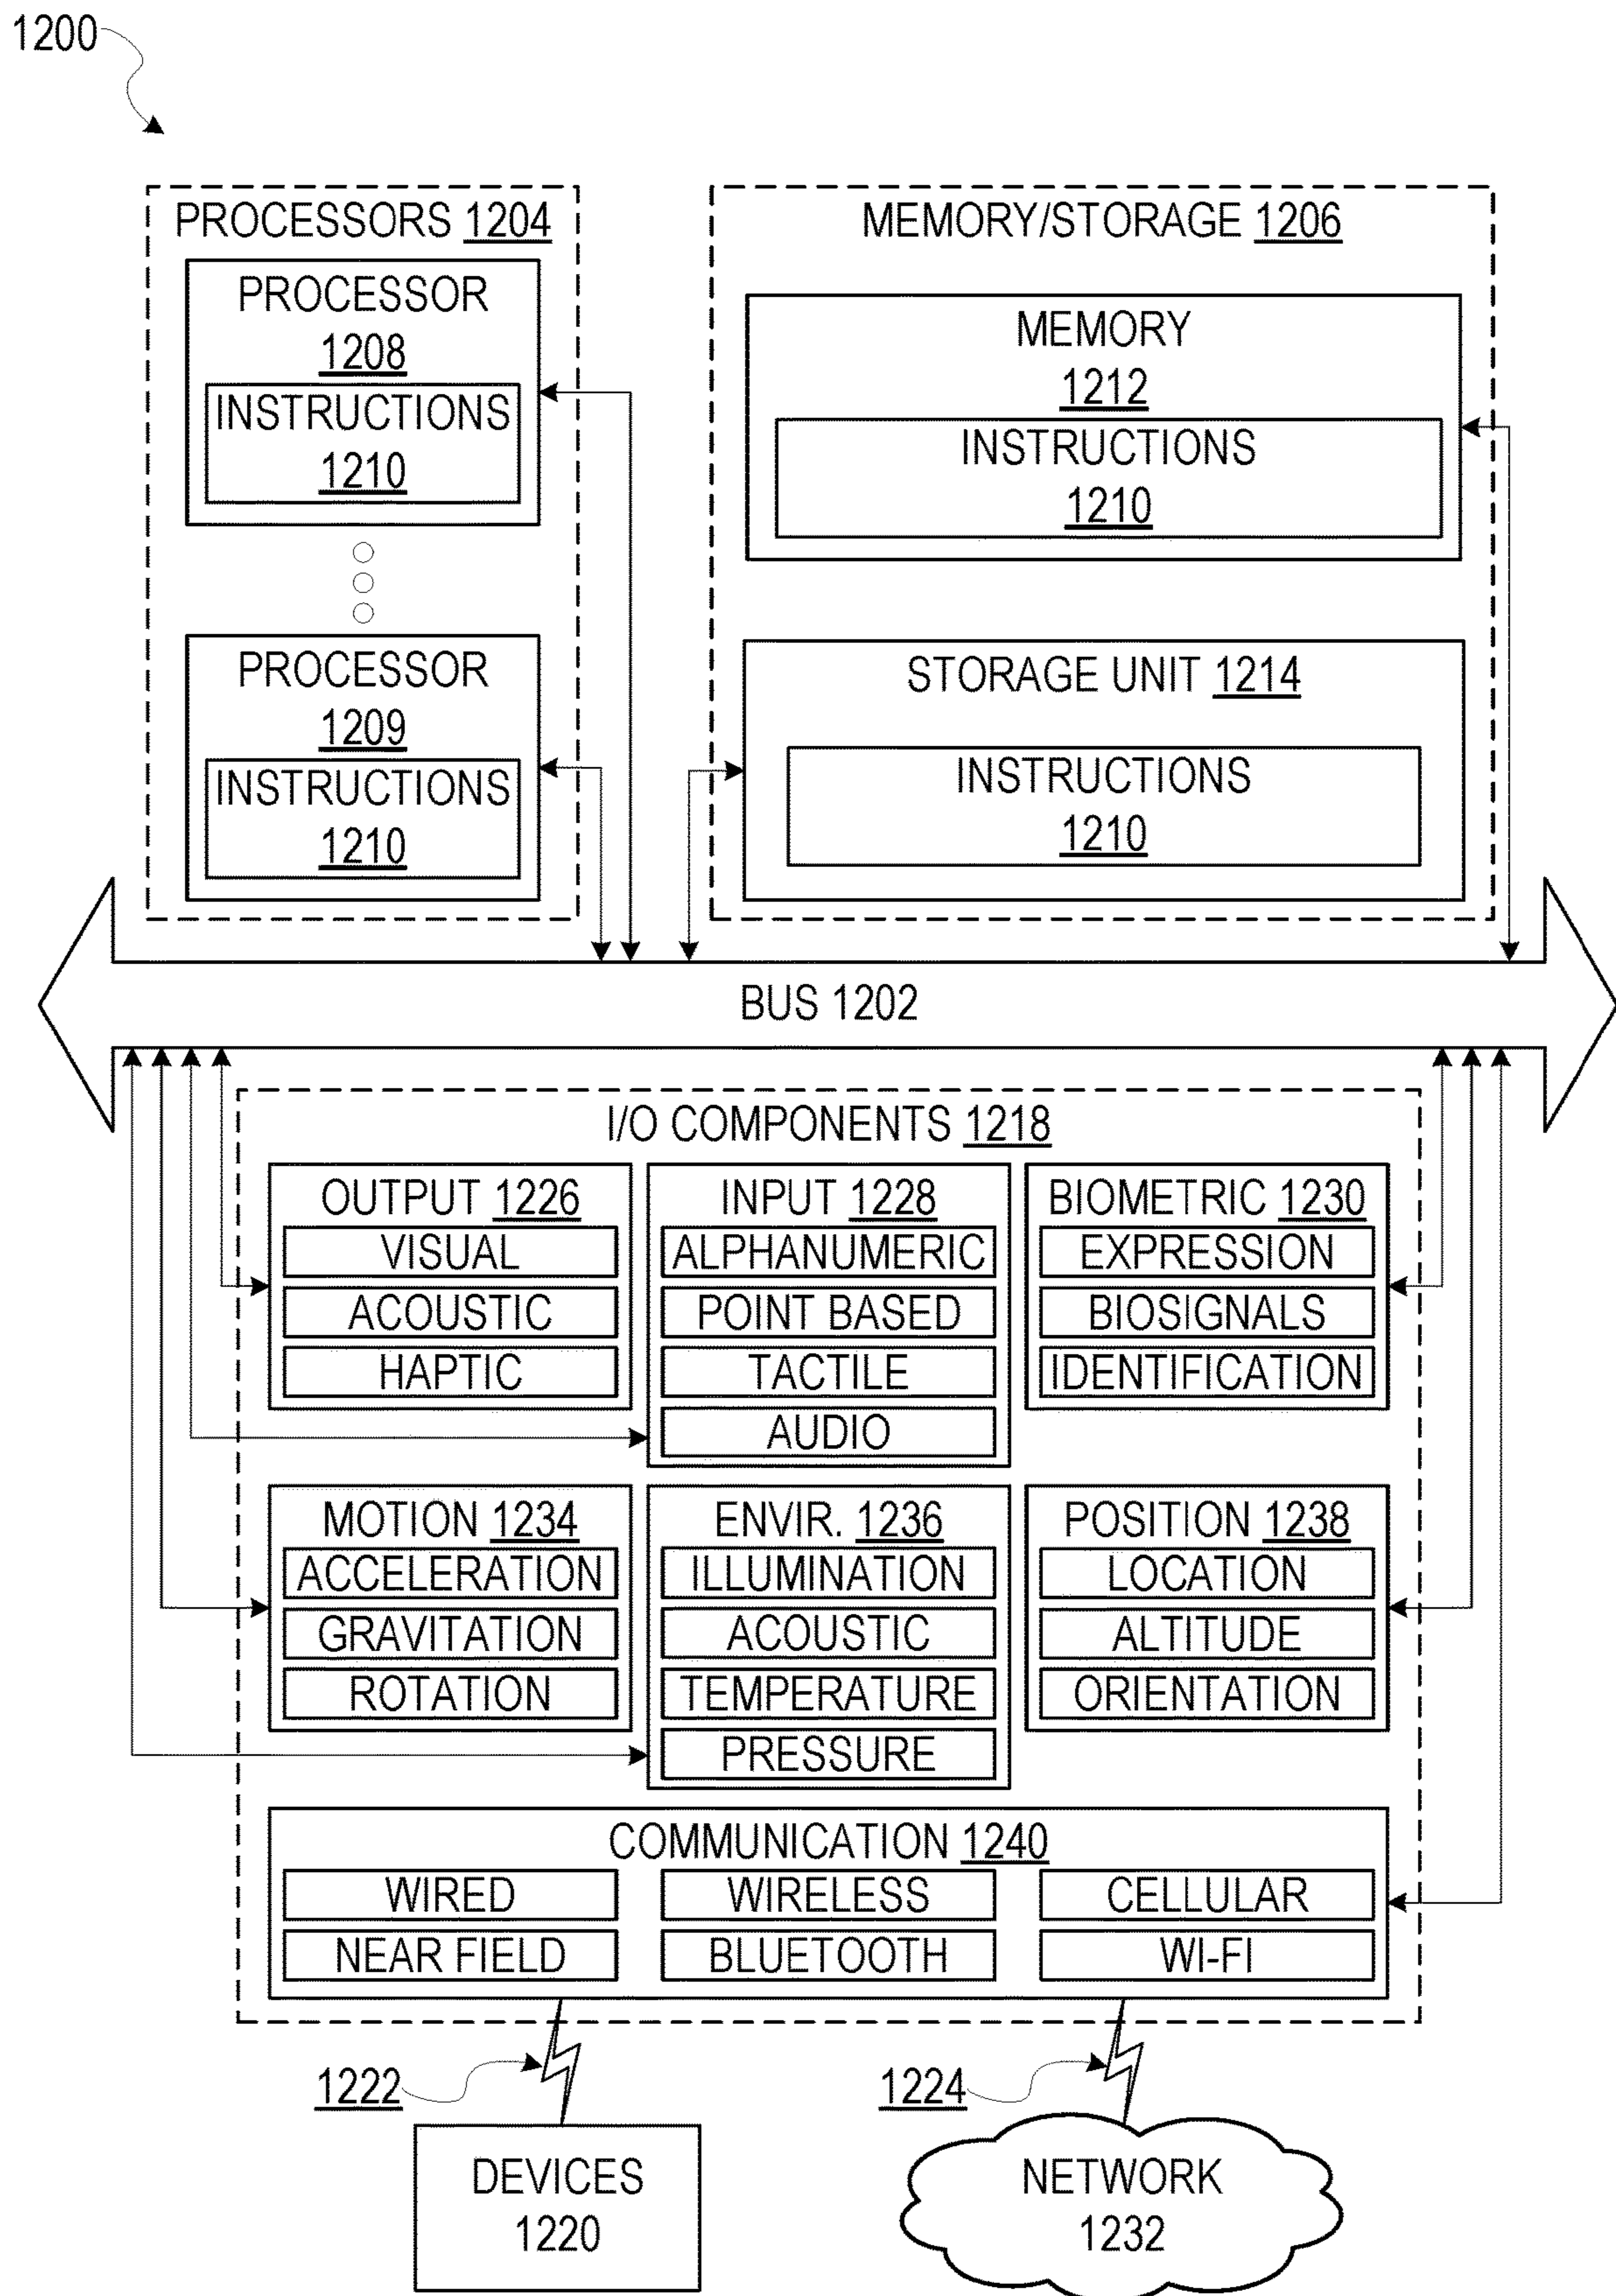 1200
PROCESSORS 1204
PROCESSOR
1208
INSTRUCTIONS
1210
PROCESSOR
1209
INSTRUCTIONS
1210
MEMORY/STORAGE 1206
MEMORY
1212
INSTRUCTIONS
1210
STORAGE UNIT 1214
INSTRUCTIONS
1210
BUS 1202
I/O COMPONENTS 1218
OUTPUT 1226
VISUAL
ACOUSTIC
HAPTIC
INPUT 1228
ALPHANUMERIC
POINT BASED
TACTILE
AUDIO
BIOMETRIC 1230
EXPRESSION
BIOSIGNALS
IDENTIFICATION
MOTION 1234
ACCELERATION
GRAVITATION
ROTATION
ENVIR. 1236
ILLUMINATION
ACOUSTIC
TEMPERATURE
PRESSURE
POSITION 1238
LOCATION
ALTITUDE
ORIENTATION
COMMUNICATION 1240
WIRED
WIRELESS
CELLULAR
NEAR FIELD
BLUETOOTH
WI-FI
1222
1224
DEVICES
1220
NETWORK
1232